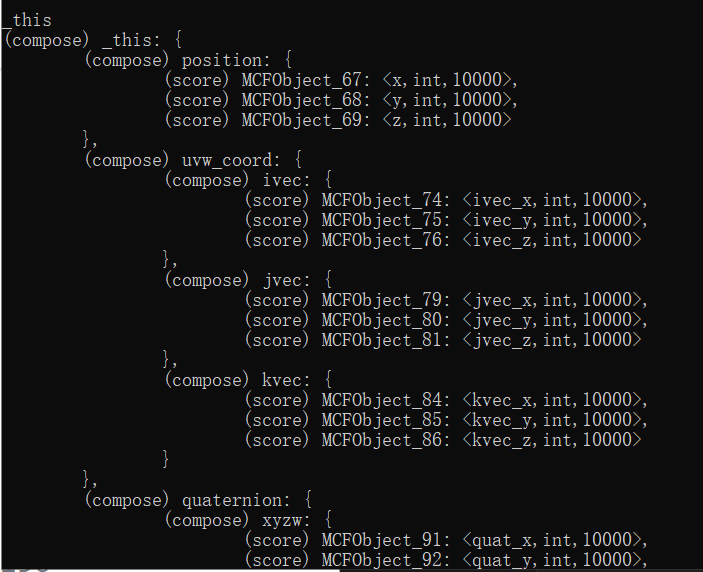 _this
(compose) _this: {
(compose) position: {
(score) MCFObject_67: <x,int,10000>,
(score) MCFObject_68: <y,int,10000>,
(score) MCFObject_69: <z,int,10000>
},
(compose) uvw_coord: {
(compose) ivec: {
(score) MCFObject_74: <ivec_x,int,10000>,
(score) MCFObject_75: <ivec_y,int,10000>,
(score) MCFObject_76: <ivec_z,int,10000>
},
(compose) jvec: {
(score) MCFObject_79: <jvec_x,int,10000>,
(score) MCFObject_80: <jvec_y,int,10000>,
(score) MCFObject_81: <jvec_z,int,10000>
},
(compose) kvec: {
(score) MCFObject_84: <kvec_x,int,10000>,
(score) MCFObject_85: <kvec_y,int,10000>,
(score) MCFObject_86: <kvec_z,int,10000>
}
},
(compose) quaternion: {
(compose) xyzw: {
(score) MCFObject_91: <quat_x,int,10000>,
(score) MCFObject_92: <quat_y,int,10000>,